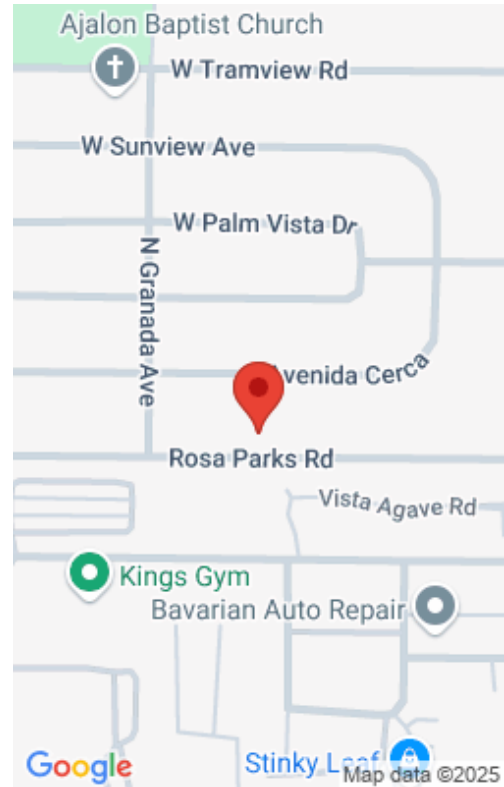 Ajalon Baptist Church
W Tramview Rd
W Sunview Ave
W Palm Vista Dr
N Granada Ave
Avenida Cerca
Rosa Parks Rd
Vista Agave Rd
Kings Gym
Bavarian Auto Repair
Google
Stinky Leaf
Map data ©2025